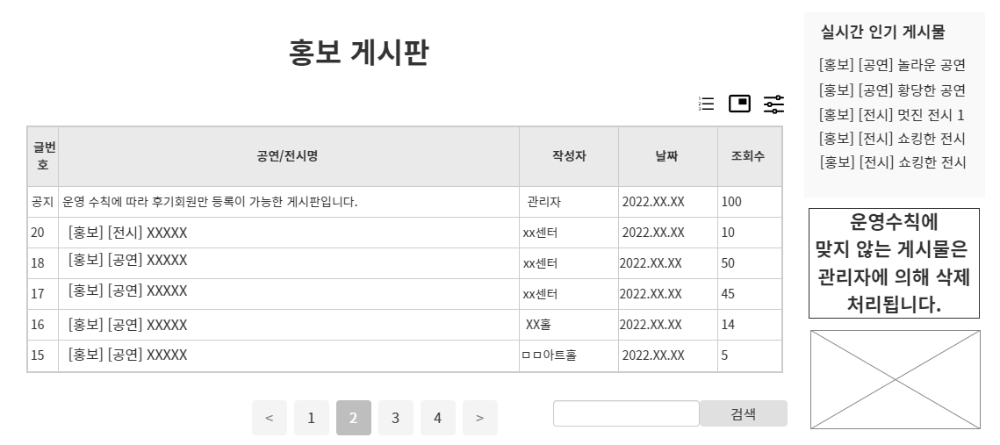 홍보 게시판
글번
호
공연/전시명
작성자
날짜
조회수
공지 운영 수칙에 따라 후기회원만 등록이 가능한 게시판입니다. 관리자 2022.XX.XX 100
20 [홍보] [전시] XXXXX xx센터 2022.XX.XX 10
18 [홍보] [공연] XXXXX xx센터 2022.XX.XX 50
17 [홍보] [공연] XXXXX xx센터 2022.XX.XX 45
16 [홍보] [공연] XXXXX XX홀 2022.XX.XX 14
15 [홍보] [공연] XXXXX ㅁㅁ아트홀 2022.XX.XX 5
< 1 2 3 4 >
검색
실시간 인기 게시물
[홍보] [공연] 놀라운 공연
[홍보] [공연] 황당한 공연
[홍보] [전시] 멋진 전시 1
[홍보] [전시] 쇼킹한 전시
[홍보] [전시] 쇼킹한 전시
운영수칙에
맞지 않는 게시물은
관리자에 의해 삭제
처리됩니다.